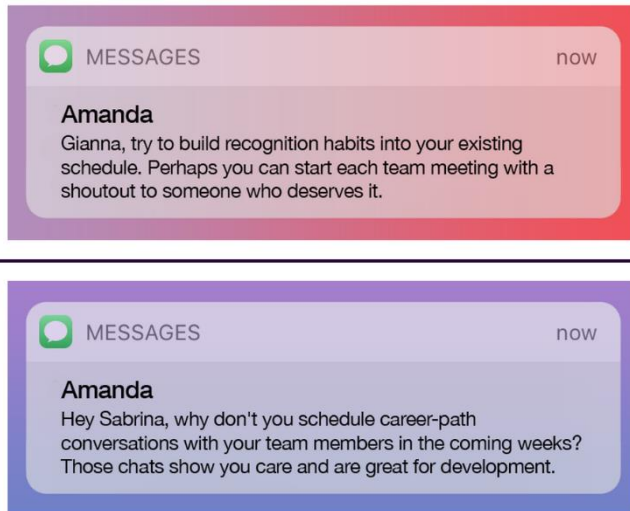 MESSAGES now
Amanda
Gianna, try to build recognition habits into your existing
schedule. Perhaps you can start each team meeting with a
shoutout to someone who deserves it.
MESSAGES now
Amanda
Hey Sabrina, why don't you schedule career-path
conversations with your team members in the coming weeks?
Those chats show you care and are great for development.